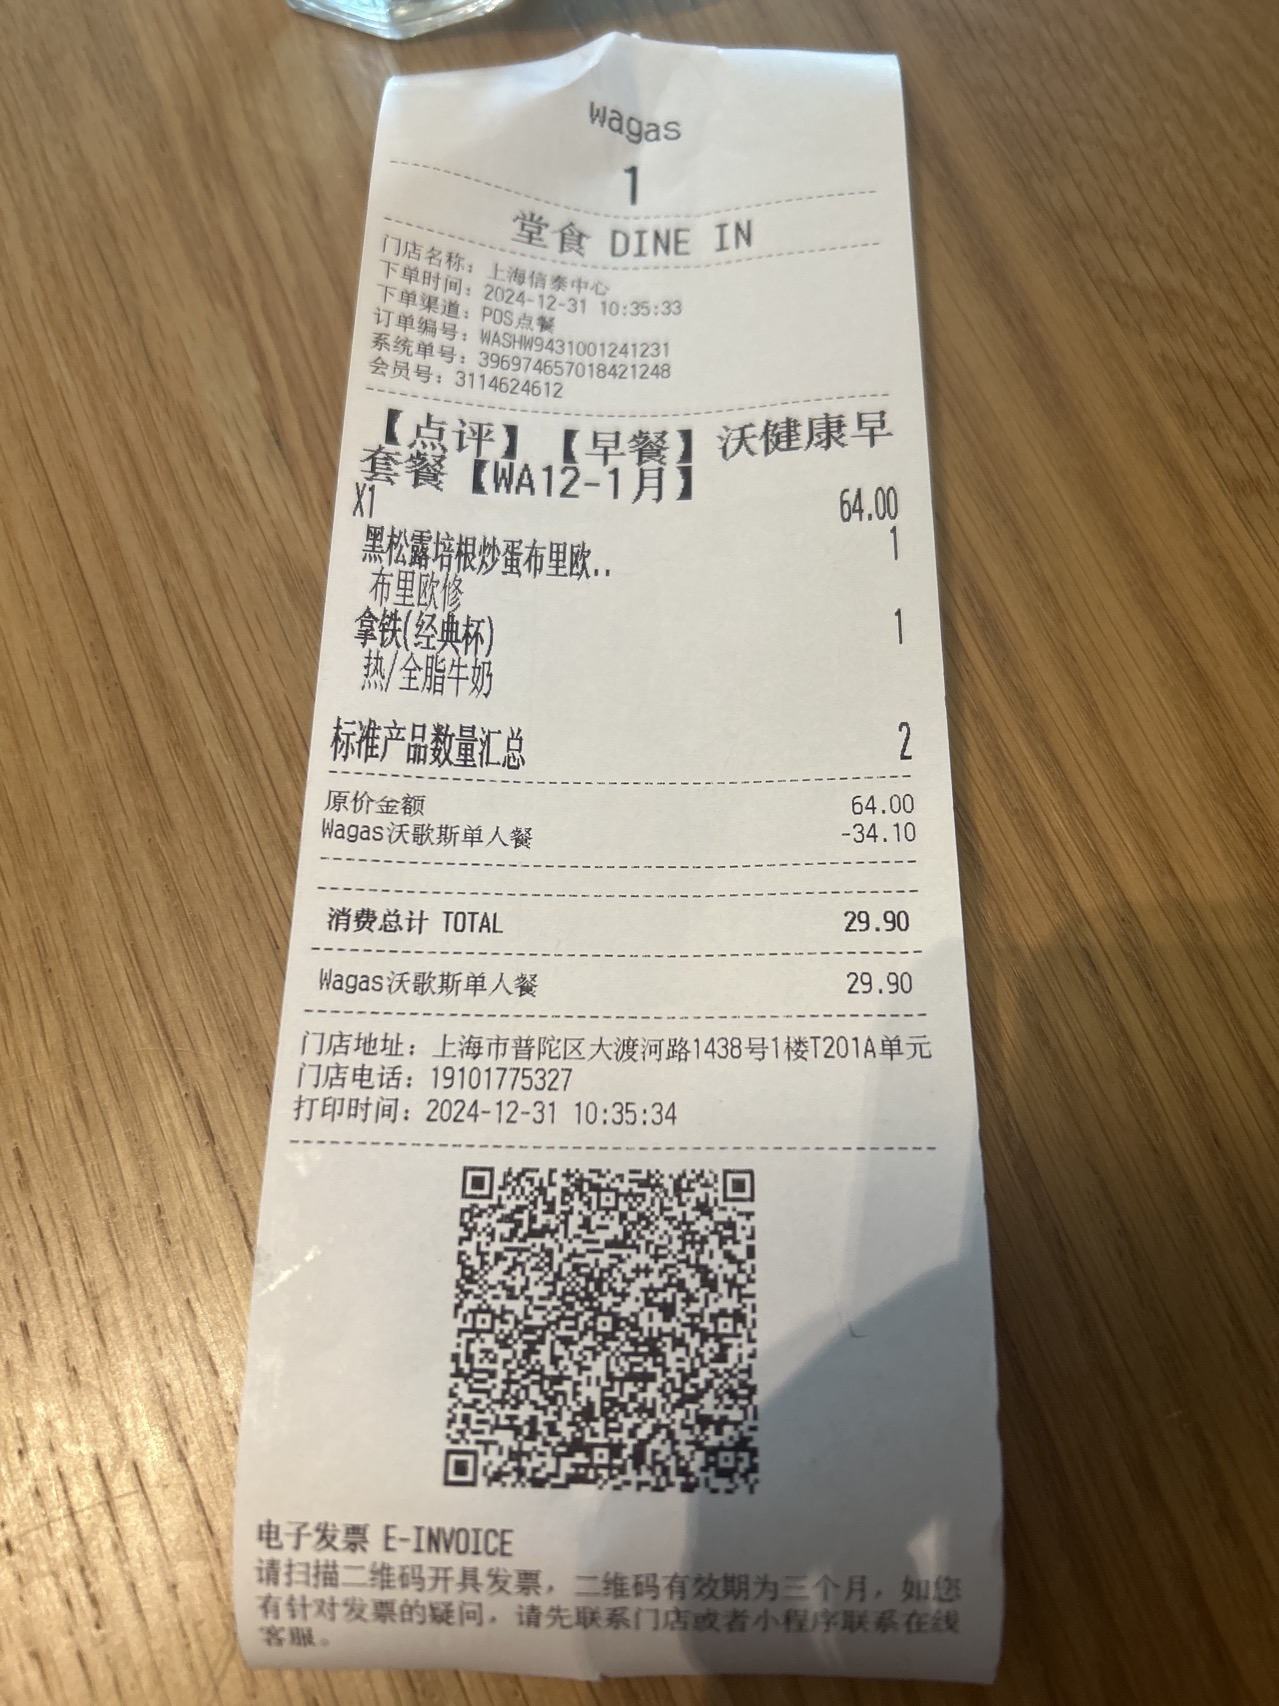 wagas
1
堂食 DINE IN
门店名称：上海信泰中心
下单时间：2024-12-31 10:35:33
下单渠道：POS点餐
订单编号：WASHW9431001241231
系统单号：396974657018421248
会员号：3114624612
【点评】【早餐】沃健康早
套餐【WA12-1月】
X1 64.00
黑松露培根炒蛋布里欧.. 1
布里欧修
拿铁(经典杯) 1
热/全脂牛奶
标准产品数量汇总 2
原价金额 64.00
Wagas沃歌斯单人餐 -34.10
消费总计 TOTAL 29.90
Wagas沃歌斯单人餐 29.90
门店地址：上海市普陀区大渡河路1438号1楼T201A单元
门店电话：19101775327
打印时间：2024-12-31 10:35:34
电子发票 E-INVOICE
请扫描二维码开具发票，二维码有效期为三个月，如您
有针对发票的疑问，请先联系门店或者小程序联系在线
客服。